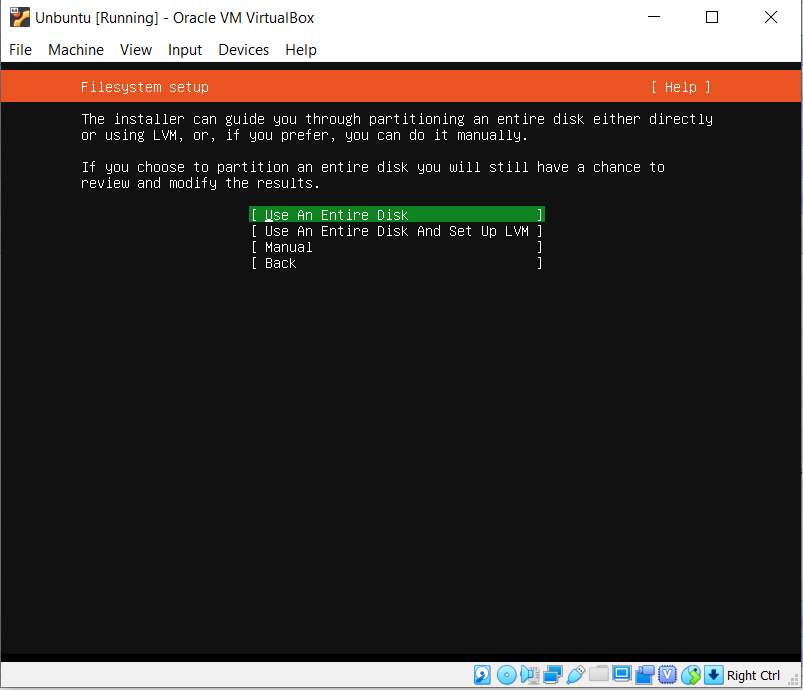 Unbuntu [Running] - Oracle VM VirtualBox
File Machine View Input Devices Help
Filesystem setup [ Help ]
The installer can guide you through partitioning an entire disk either directly
or using LVM, or, if you prefer, you can do it manually.
If you choose to partition an entire disk you will still have a chance to
review and modify the results.
[ Use An Entire Disk ]
[ Use An Entire Disk And Set Up LVM ]
[ Manual ]
[ Back ]
Right Ctrl